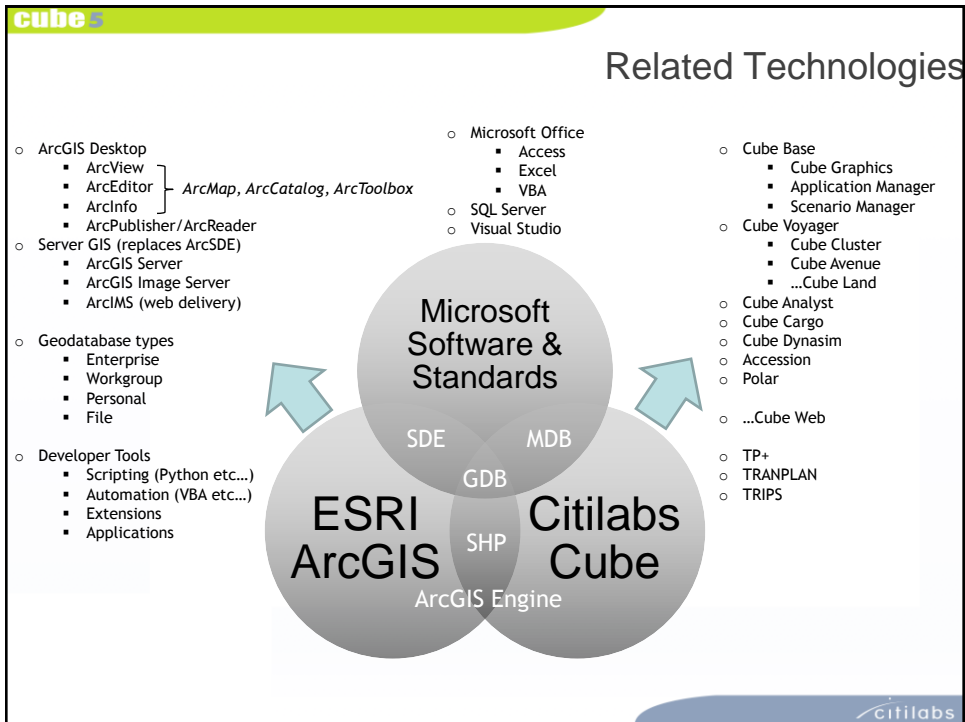 cube 5
Related Technologies
o ArcGIS Desktop
▪ ArcView
▪ ArcEditor
▪ ArcInfo
ArcMap, ArcCatalog, ArcToolbox
▪ ArcPublisher/ArcReader
o Server GIS (replaces ArcSDE)
▪ ArcGIS Server
▪ ArcGIS Image Server
▪ ArcIMS (web delivery)
o Geodatabase types
▪ Enterprise
▪ Workgroup
▪ Personal
▪ File
o Developer Tools
▪ Scripting (Python etc…)
▪ Automation (VBA etc…)
▪ Extensions
▪ Applications
o Microsoft Office
▪ Access
▪ Excel
▪ VBA
o SQL Server
o Visual Studio
o Cube Base
▪ Cube Graphics
▪ Application Manager
▪ Scenario Manager
o Cube Voyager
▪ Cube Cluster
▪ Cube Avenue
▪ …Cube Land
o Cube Analyst
o Cube Cargo
o Cube Dynasim
o Accession
o Polar
o …Cube Web
o TP+
o TRANPLAN
o TRIPS
Microsoft
Software &
Standards
SDE
MDB
GDB
ESRI
ArcGIS
SHP
Citilabs
Cube
ArcGIS Engine
citilabs